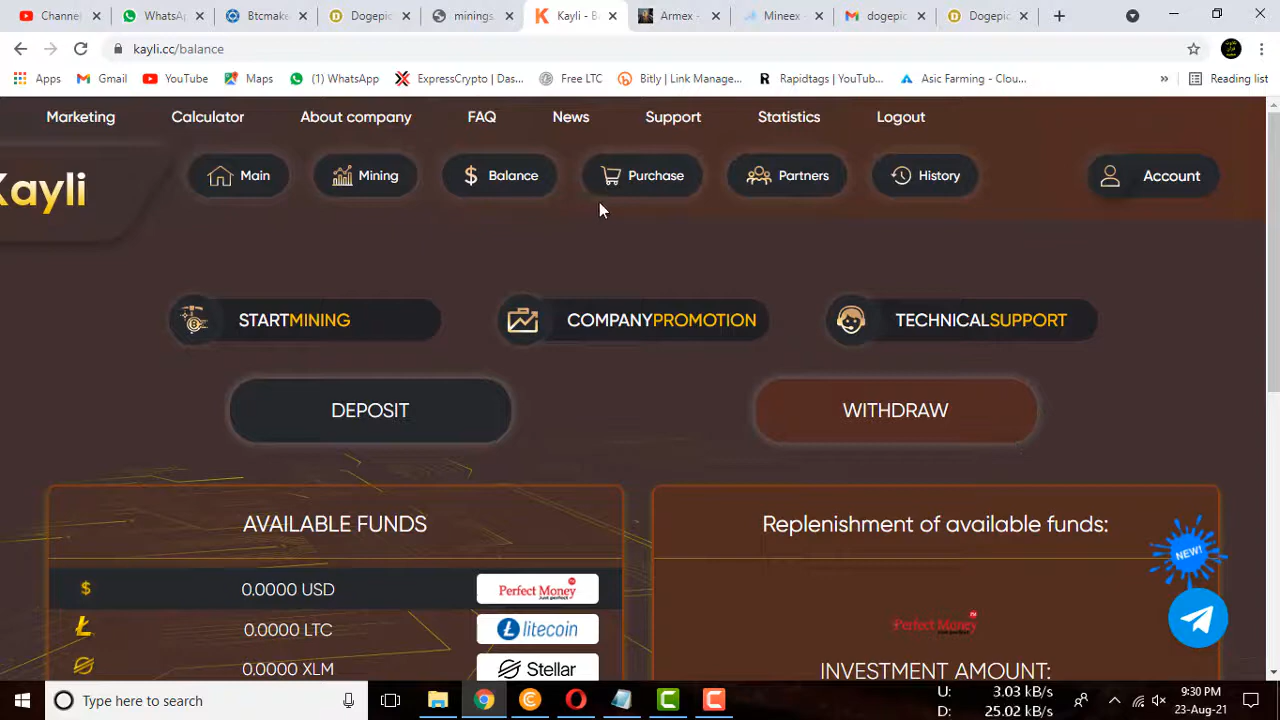 Channel
WhatsA
Btcmake
Dogepic
minings.
Kayli - B
Armex -
Mineex -
dogepic
Dogepic
kayli.cc/balance
Apps
Gmail
YouTube
Maps
(1) WhatsApp
ExpressCrypto | Das...
Free LTC
Bitly | Link Manage...
Rapidtags | YouTub...
Asic Farming - Clou...
»
Reading list
Marketing
Calculator
About company
FAQ
News
Support
Statistics
Logout
Kayli
Main
Mining
$ Balance
Purchase
Partners
History
Account
STARTMINING
COMPANYPROMOTION
TECHNICALSUPPORT
DEPOSIT
WITHDRAW
AVAILABLE FUNDS
Replenishment of available funds:
$ 0.0000 USD Perfect Money
Just perfect
0.0000 LTC litecoin
0.0000 XLM Stellar
Perfect Money
INVESTMENT AMOUNT:
NEW!
Type here to search
U: 3.03 kB/s
D: 25.02 kB/s
9:30 PM
23-Aug-21